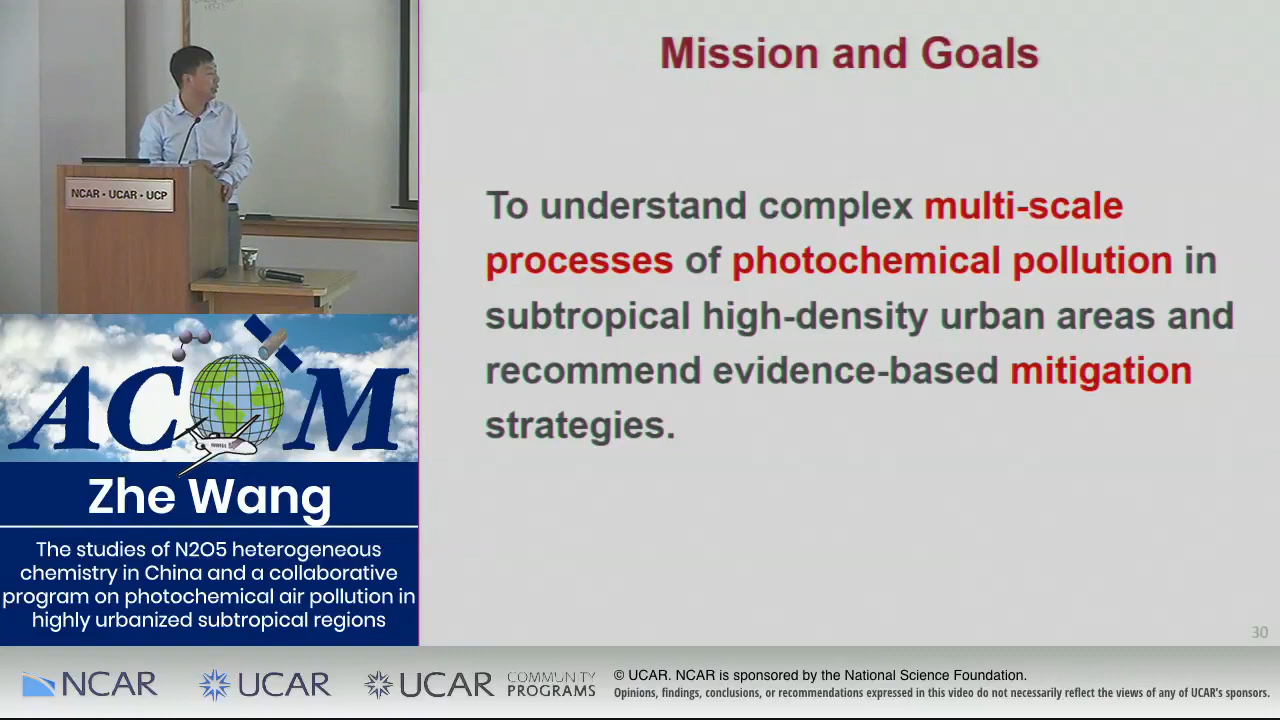 Mission and Goals
To understand complex multi-scale
processes of photochemical pollution in
subtropical high-density urban areas and
recommend evidence-based mitigation
strategies.
30
NCAR • UCAR • UCP
ACOM
Zhe Wang
The studies of N2O5 heterogeneous
chemistry in China and a collaborative
program on photochemical air pollution in
highly urbanized subtropical regions
NCAR
UCAR
UCAR
COMMUNITY
PROGRAMS
© UCAR. NCAR is sponsored by the National Science Foundation.
Opinions, findings, conclusions, or recommendations expressed in this video do not necessarily reflect the views of any of UCAR's sponsors.